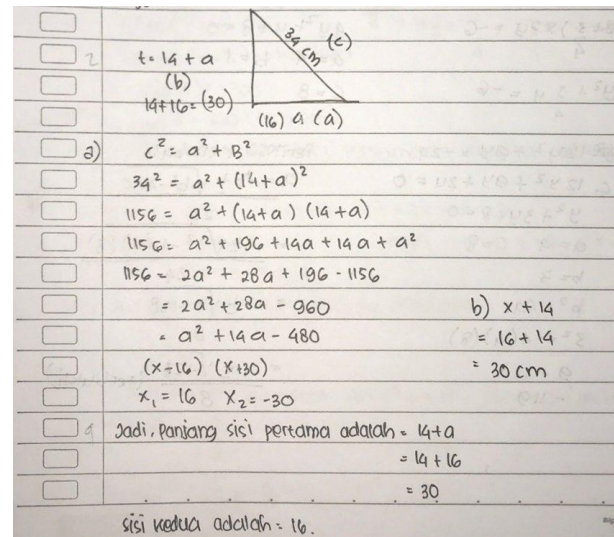 2
t = 14 + a
(b)
14+16 = (30)
34 cm (c)
(16) a (a)
a) c² = a² + B²
34² = a² + (14+a)²
1156 = a² + (14+a) (14+a)
1156 = a² + 196 + 14a + 14a + a²
1156 = 2a² + 28a + 196 - 1156
= 2a² + 28a - 960
= a² + 14a - 480
(x-16) (x+30)
x₁ = 16 x₂ = -30
b) x + 14
= 16 + 14
= 30 cm
Jadi, Panjang sisi pertama adalah = 14+a
= 14 + 16
= 30
sisi kedua adalah = 16.